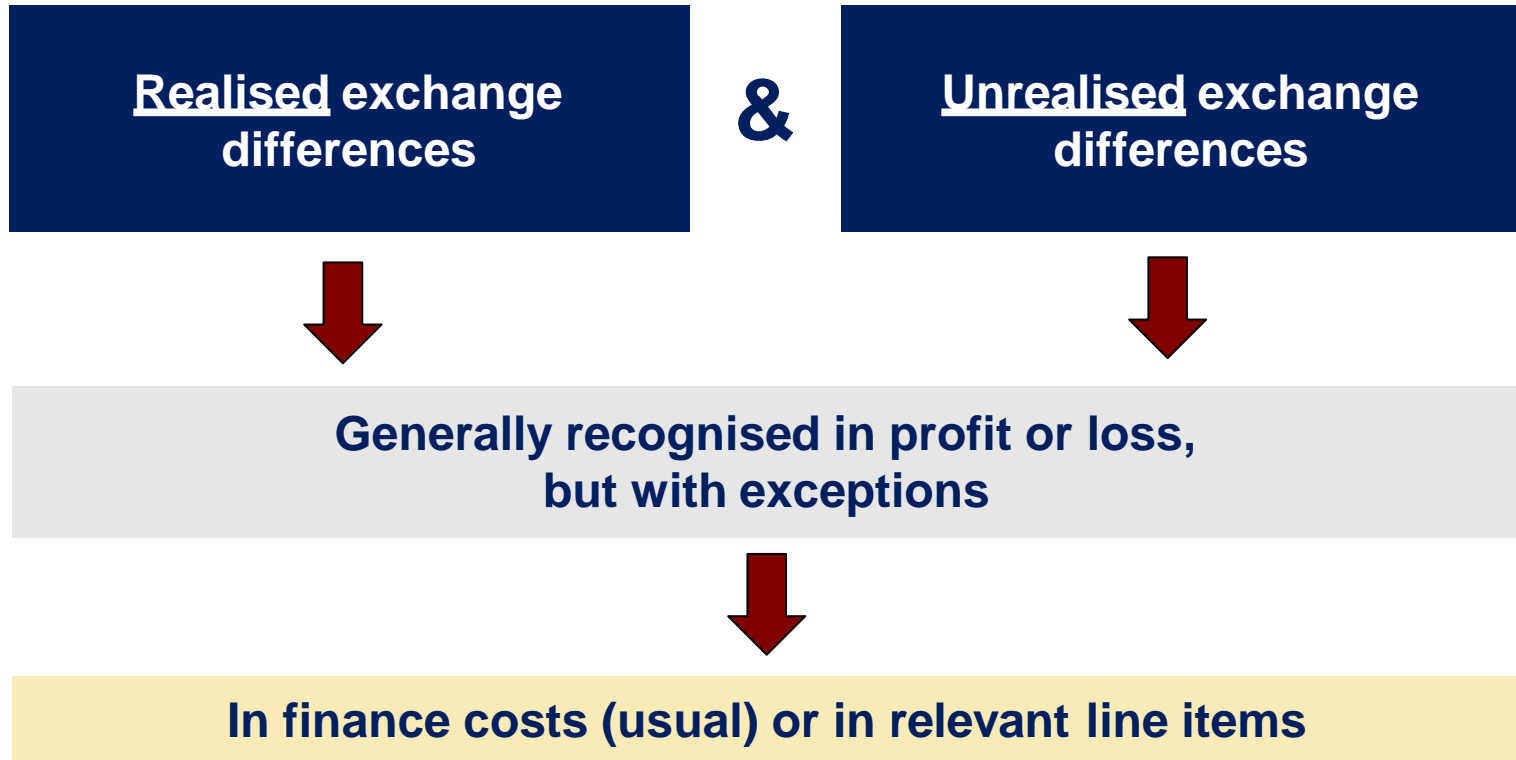 Realised exchange
differences
&
Unrealised exchange
differences
Generally recognised in profit or loss,
but with exceptions
In finance costs (usual) or in relevant line items